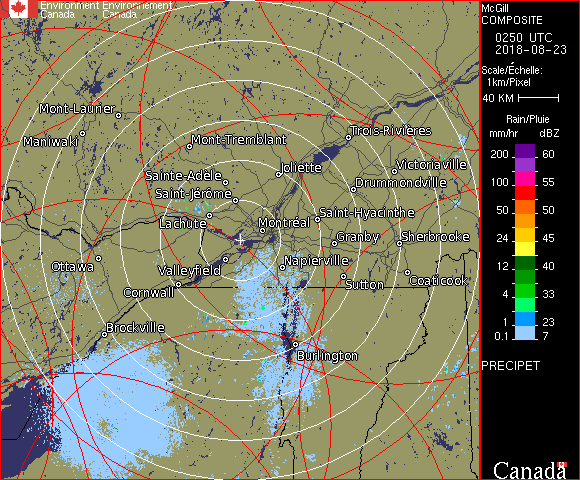 Environment Environnement
Canada Canada
McGill
COMPOSITE
0250 UTC
2018-08-23
Scale/Échelle:
1km/Pixel
40 KM
Rain/Pluie
mm/hr dBZ
200 60
150 57
100 55
50 50
24 45
12 40
4 33
1 23
0.1 7
PRECIPET
Canada
Mont-Laurier
Maniwaki
Mont-Tremblant
Trois-Rivières
Joliette
Victoriaville
Sainte-Adèle
Drummondville
Saint-Jérôme
Saint-Hyacinthe
Lachute
Montréal
Granby
Sherbrooke
Ottawa
Napierville
Valleyfield
Sutton
Coaticook
Cornwall
Brockville
Burlington